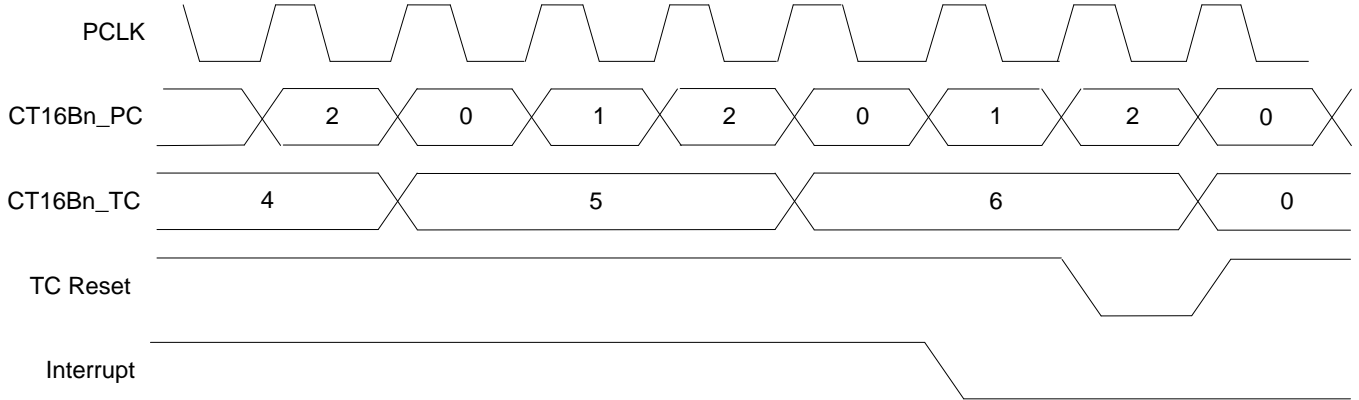 PCLK
CT16Bn_PC 2 0 1 2 0 1 2 0
CT16Bn_TC 4 5 6 0
TC Reset
Interrupt